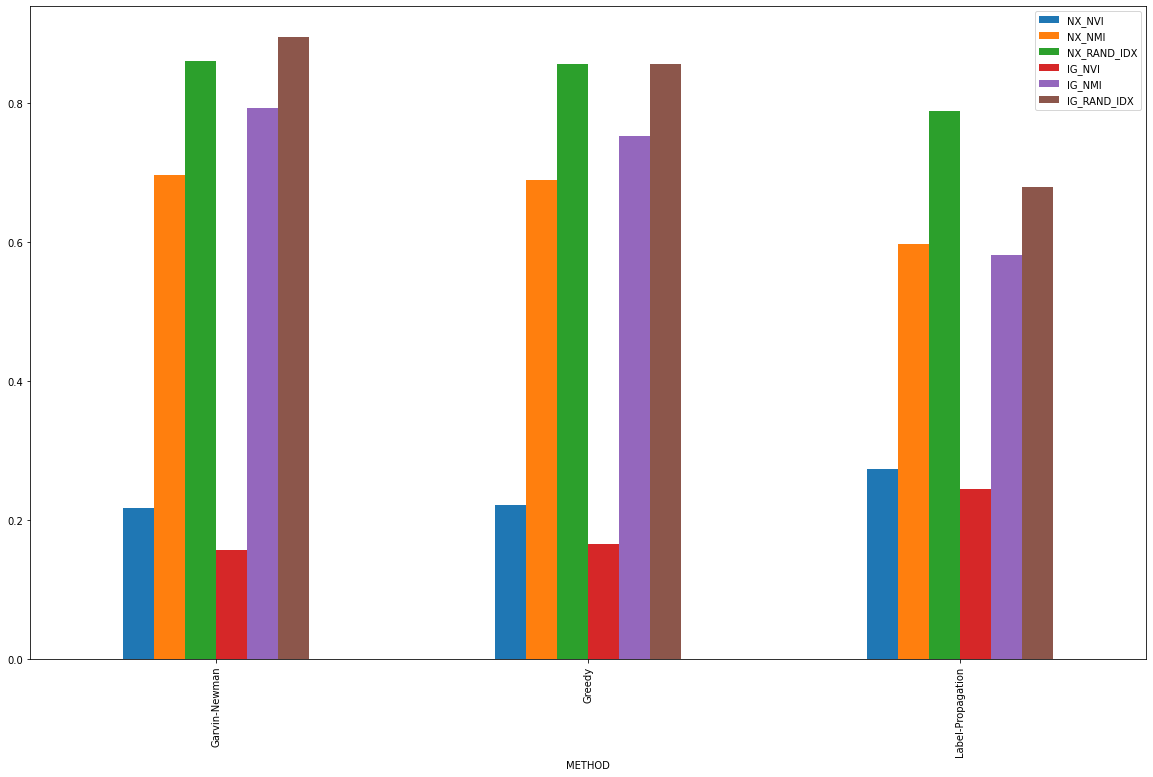 NX_NVI
NX_NMI
NX_RAND_IDX
IG_NVI
IG_NMI
IG_RAND_IDX
0.8
0.6
0.4
0.2
0.0
Garvin-Newman
Greedy
Label-Propagation
METHOD